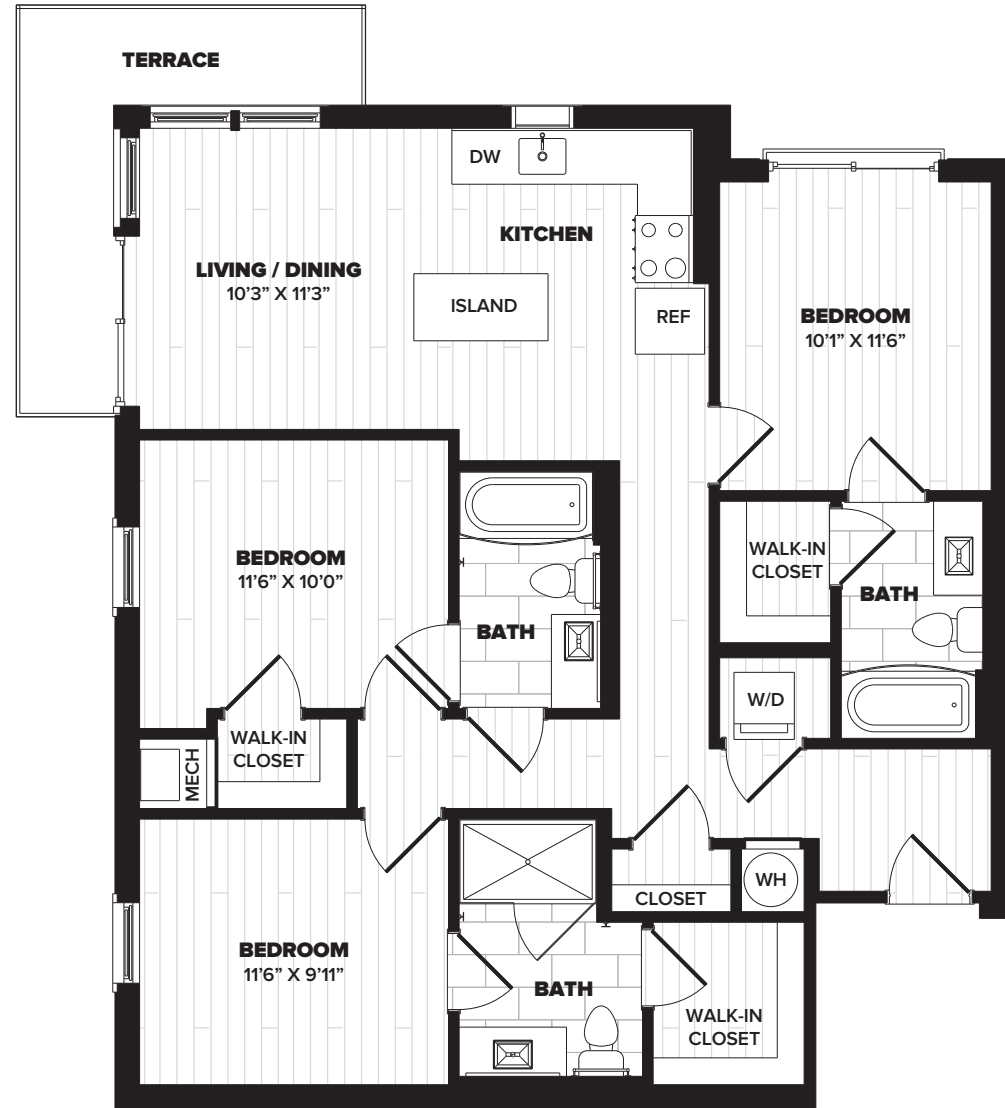 TERRACE
DW
KITCHEN
LIVING / DINING
10’3” X 11’3”
ISLAND
REF
BEDROOM
10’1” X 11’6”
BEDROOM
11’6” X 10’0”
WALK-IN
CLOSET
BATH
BATH
W/D
WALK-IN
CLOSET
MECH
CLOSET
WH
BEDROOM
11’6” X 9’11”
BATH
WALK-IN
CLOSET